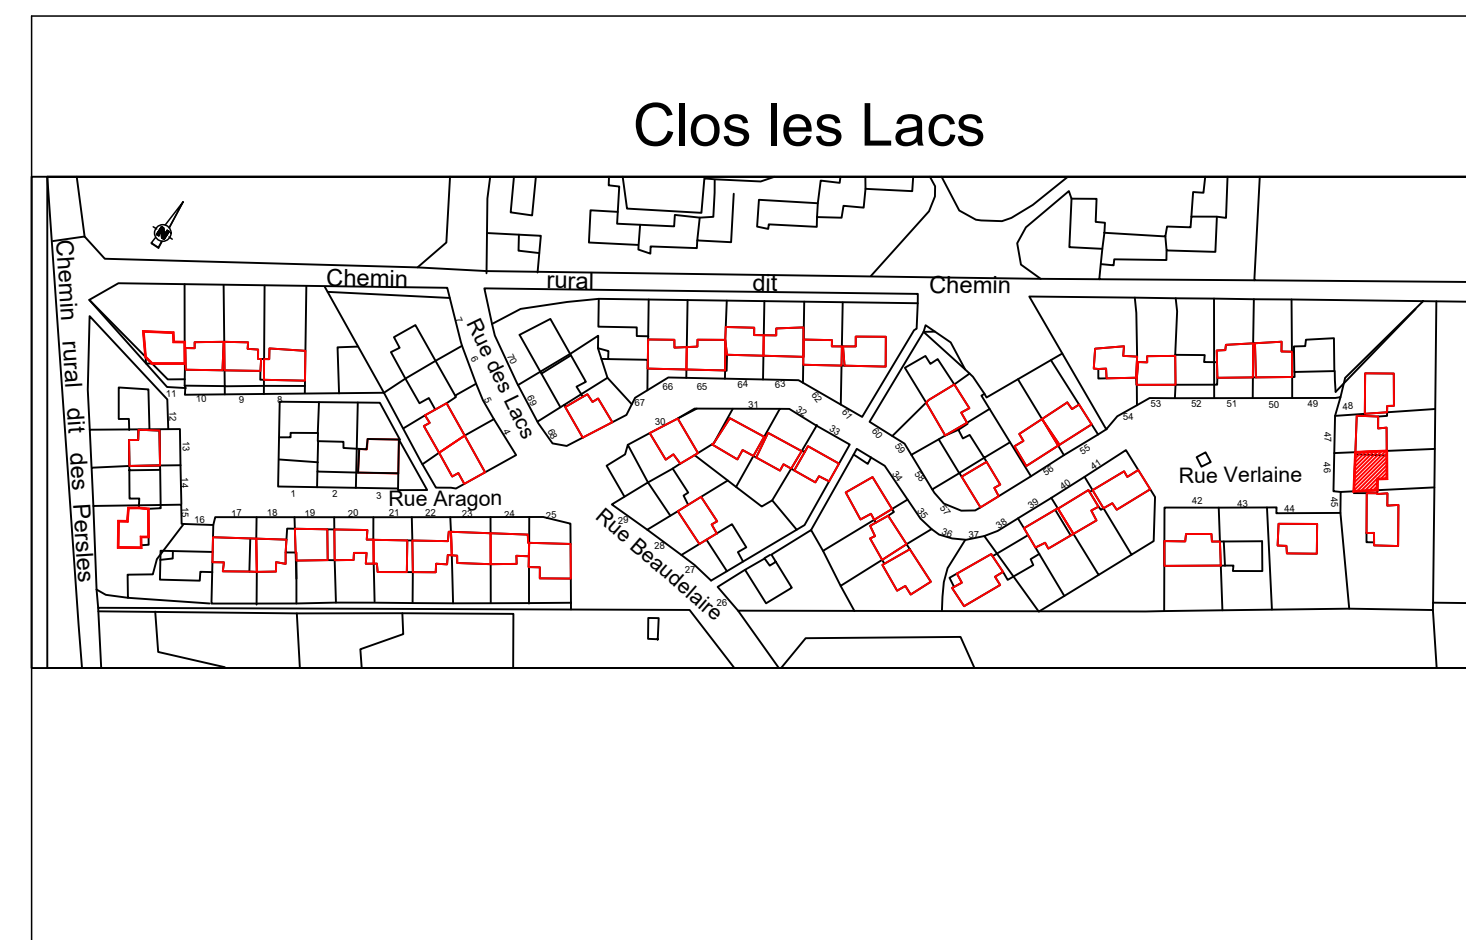 Clos les Lacs
N
Chemin rural dit Chemin
Chemin rural dit des Persles
Rue des Lacs
Rue Aragon
Rue Beaudelaire
Rue Verlaine
1 2 3
4 5 6 7
8 9 10 11
12 13 14 15
16 17 18 19 20 21 22 23 24 25
26 27 28 29
30 31 32 33
34 35 36 37 38 39 40 41
42 43 44
45 46 47 48
49 50 51 52 53 54
55 56 57 58 59 60
61 62 63 64 65 66 67
68 69 70